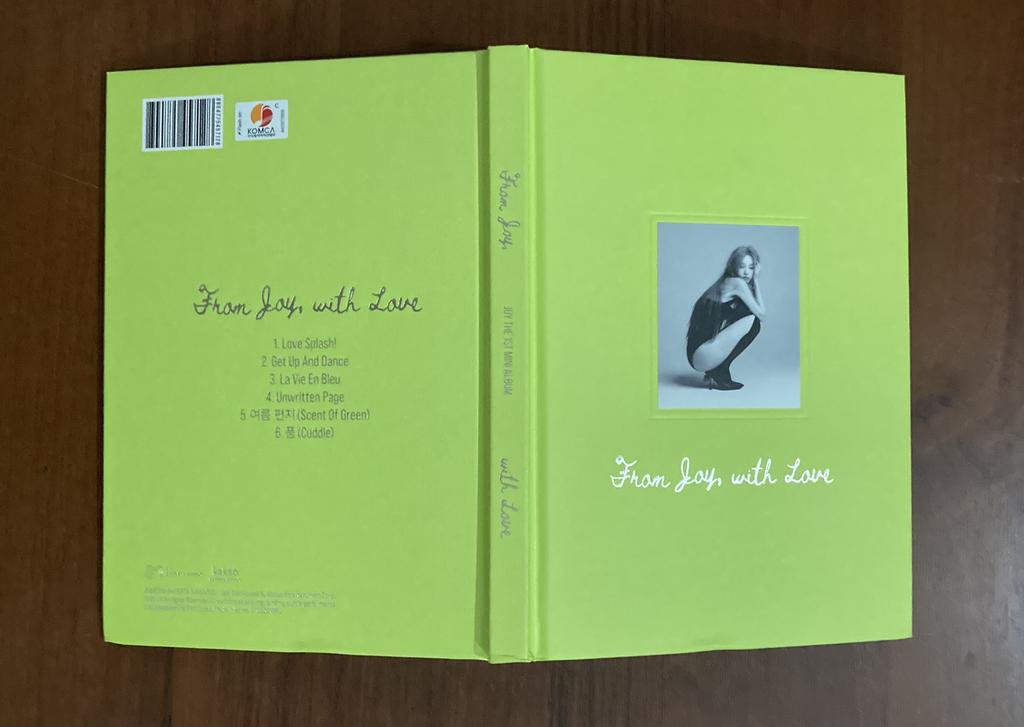 KOMCA
From Joy, with Love
1. Love Splash!
2. Get Up And Dance
3. La Vie En Bleu
4. Unwritten Page
5. 여름 편지 (Scent Of Green)
6. 품 (Cuddle)
kakao
From Joy,
JOY THE 1ST MINI ALBUM
with Love
From Joy, with Love